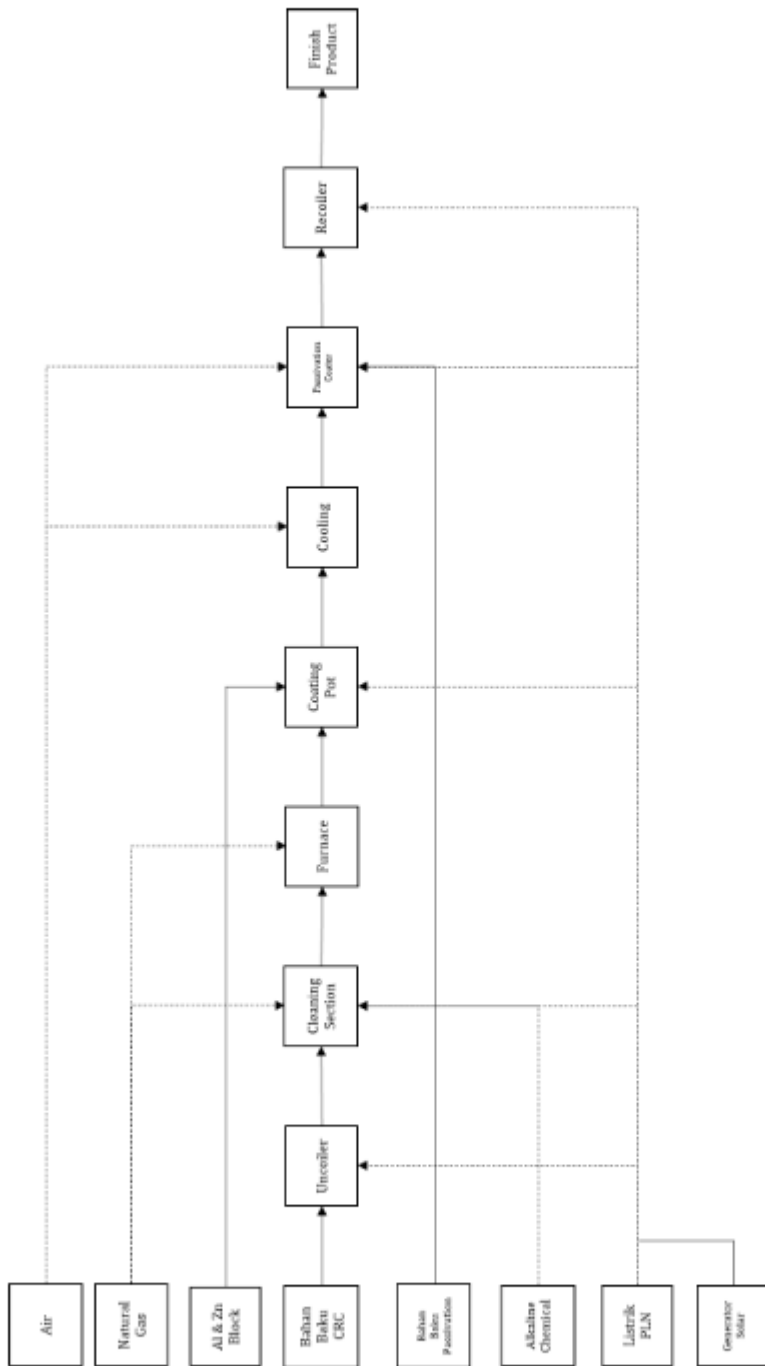 Air
Natural
Gas
Al & Zn
Block
Bahan
Baku
CRC
Bahan
Baku
Passivation
Alkaline
Chemical
Listrik
PLN
Generator
Solar
Uncoiler
Cleaning
Section
Furnace
Coating
Pot
Cooling
Passivation
Coater
Recoiler
Finish
Product